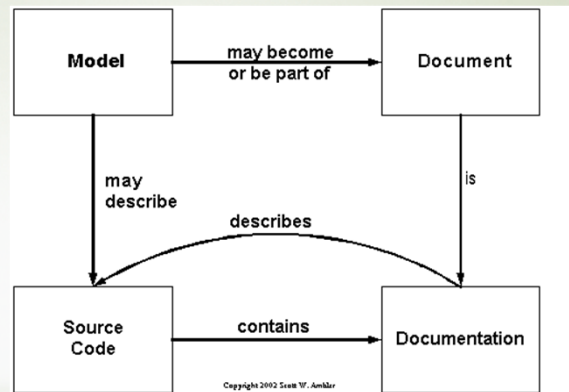 Model
may become
or be part of
Document
may
describe
is
describes
Source
Code
contains
Documentation
Copyright 2002 Scott W. Ambler